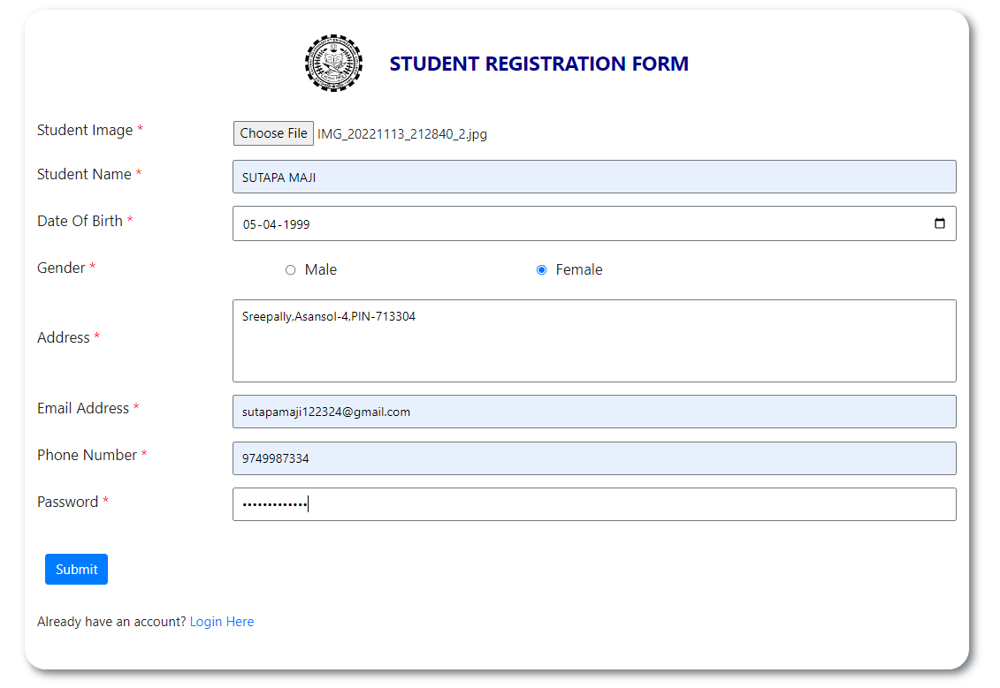 STUDENT REGISTRATION FORM
Student Image *
Choose File IMG_20221113_212840_2.jpg
Student Name *
SUTAPA MAJI
Date Of Birth *
05-04-1999
Gender *
Male
Female
Address *
Sreepally,Asansol-4,PIN-713304
Email Address *
sutapamaji122324@gmail.com
Phone Number *
9749987334
Password *
•••••••••••••
Submit
Already have an account? Login Here